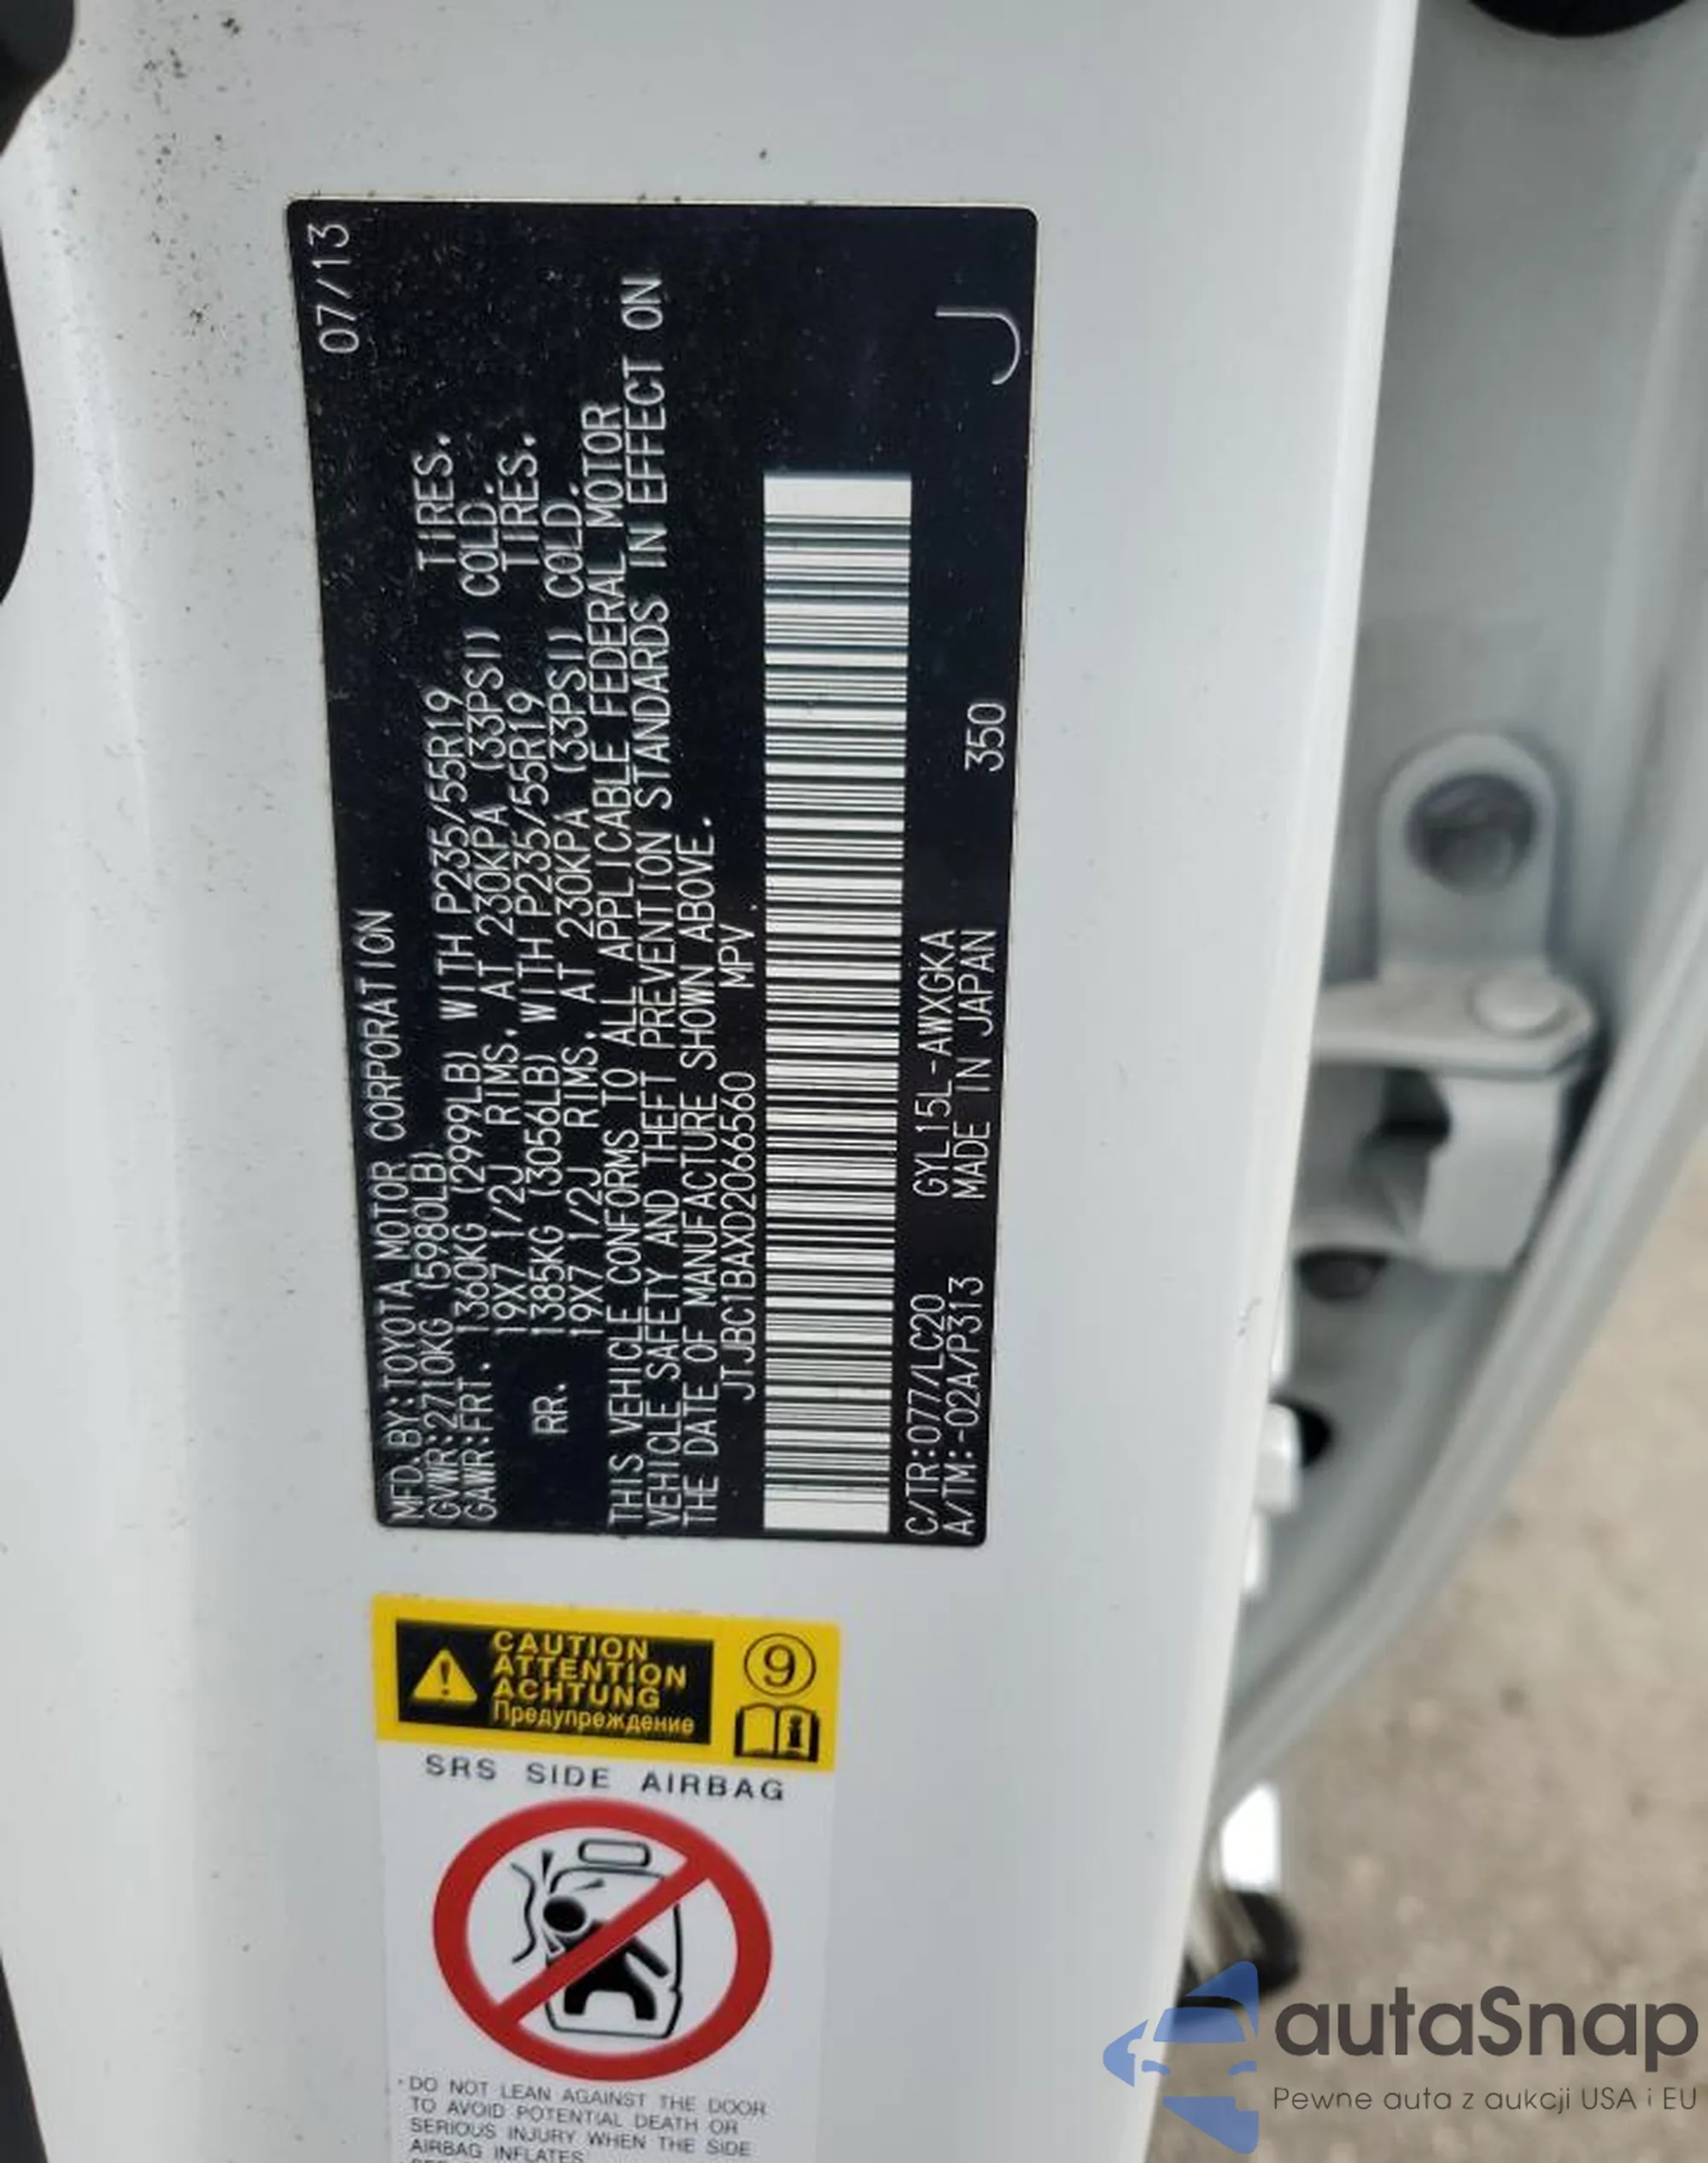 07/13
MFD.BY:TOYOTA MOTOR CORPORATION
GVWR:2710KG (5980LB)
GAWR:FRT. 1360KG (2999LB) WITH P235/55R19 TIRES.
19X7 1/2J RIMS, AT 230KPA (33PSI) COLD.
RR. 1385KG (3056LB) WITH P235/55R19 TIRES.
19X7 1/2J RIMS, AT 230KPA (33PSI) COLD.
THIS VEHICLE CONFORMS TO ALL APPLICABLE FEDERAL MOTOR
VEHICLE SAFETY AND THEFT PREVENTION STANDARDS IN EFFECT ON
THE DATE OF MANUFACTURE SHOWN ABOVE.
JTJBC1BAXD2066560 MPV
C/TR:077/LC20 GYL15L-AWXGKA
A/TM:-02A/P313 MADE IN JAPAN 350 J
CAUTION
ATTENTION
ACHTUNG
Предупреждение
9
SRS SIDE AIRBAG
·DO NOT LEAN AGAINST THE DOOR
TO AVOID POTENTIAL DEATH OR
SERIOUS INJURY WHEN THE SIDE
AIRBAG INFLATES.
autaSnap
Pewne auta z aukcji USA i EU